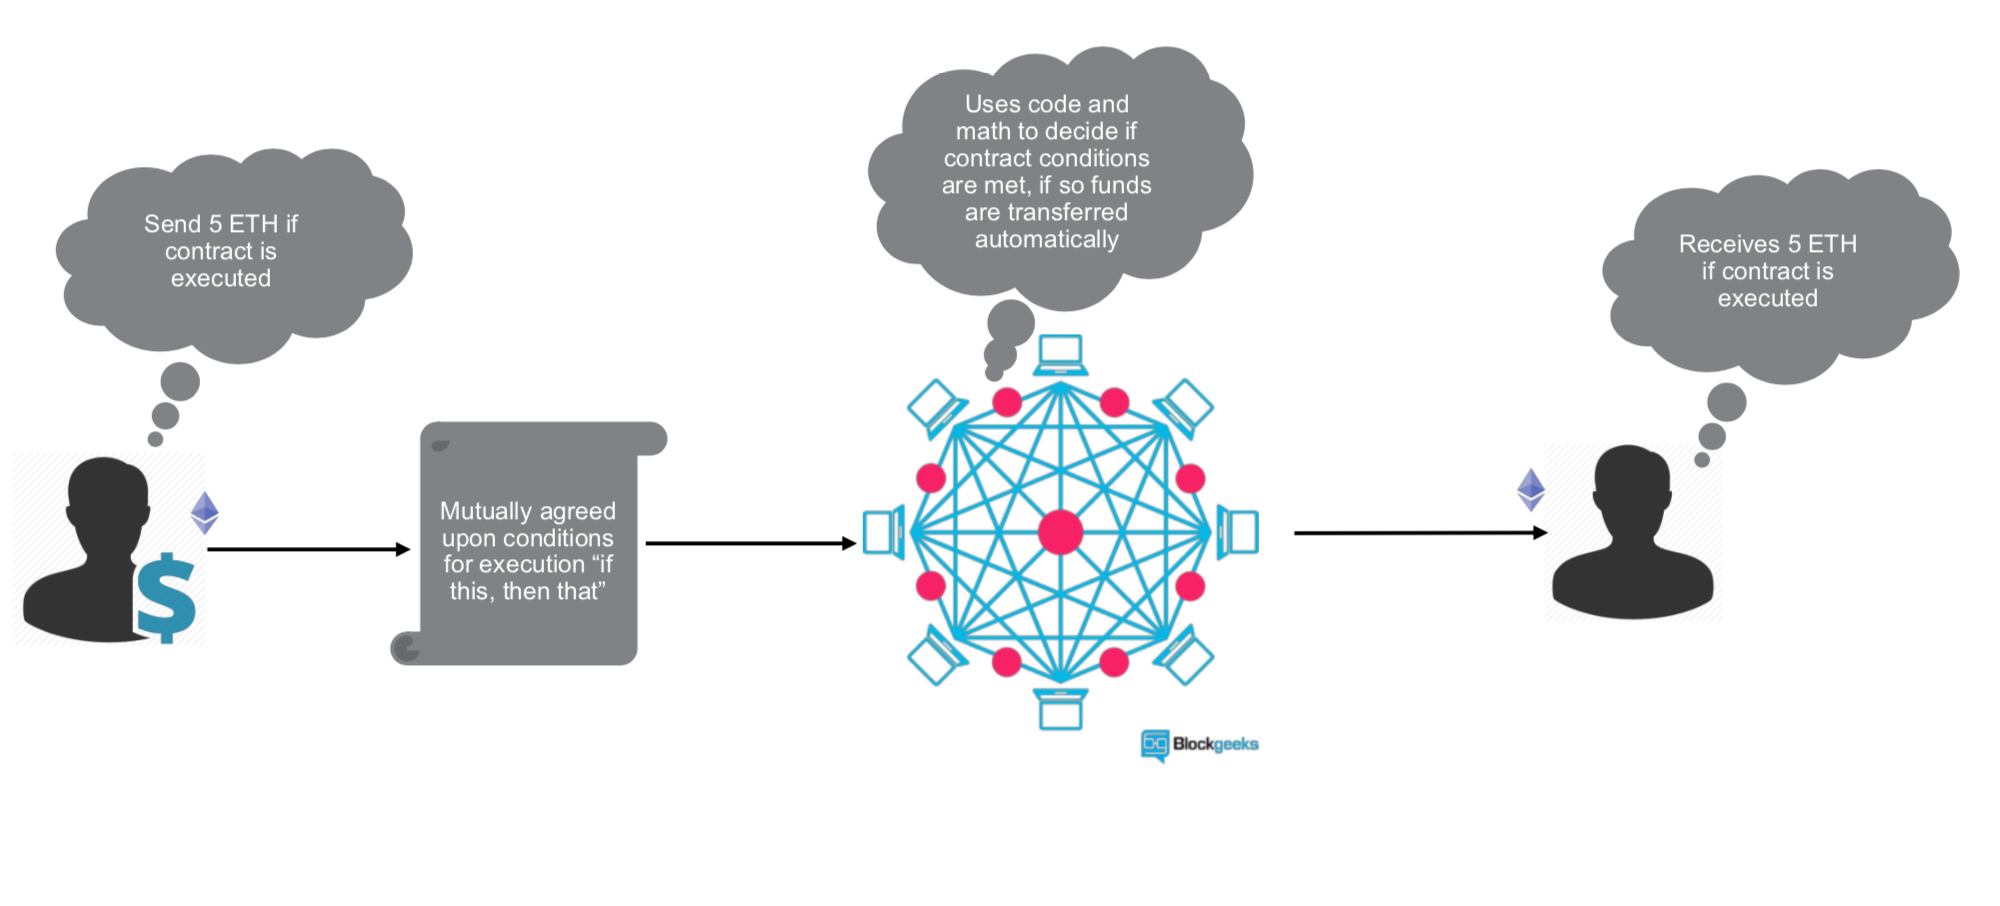 Send 5 ETH if
contract is
executed
Mutually agreed
upon conditions
for execution “if
this, then that”
Uses code and
math to decide if
contract conditions
are met, if so funds
are transferred
automatically
Blockgeeks
Receives 5 ETH
if contract is
executed